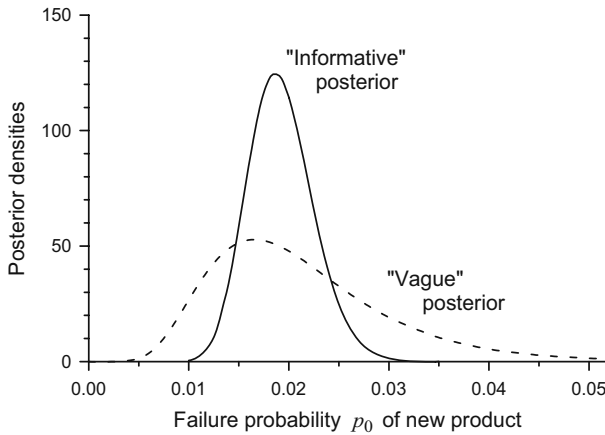 150
"Informative"
posterior
100
Posterior densities
50
"Vague"
posterior
0
0.00 0.01 0.02 0.03 0.04 0.05
Failure probability p0 of new product